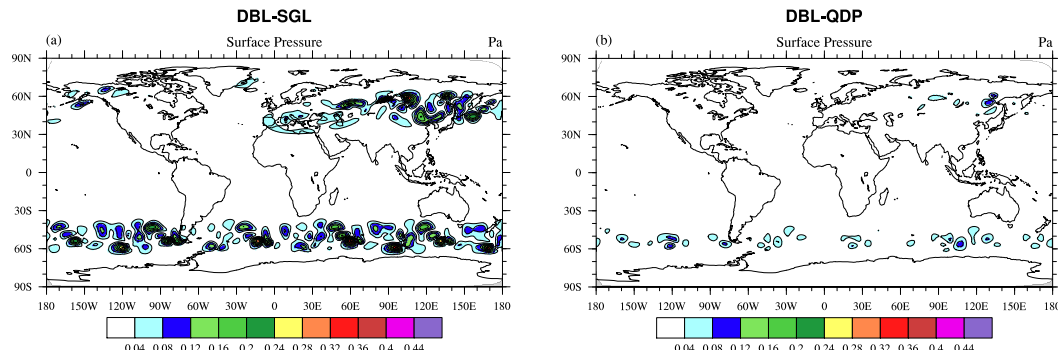 DBL-SGL
(a) Surface Pressure Pa
90N
60N
30N
0
30S
60S
90S
180 150W 120W 90W 60W 30W 0 30E 60E 90E 120E 150E 180
0.04 0.08 0.12 0.16 0.2 0.24 0.28 0.32 0.36 0.4 0.44
DBL-QDP
(b) Surface Pressure Pa
90N
60N
30N
0
30S
60S
90S
180 150W 120W 90W 60W 30W 0 30E 60E 90E 120E 150E 180
0.04 0.08 0.12 0.16 0.2 0.24 0.28 0.32 0.36 0.4 0.44